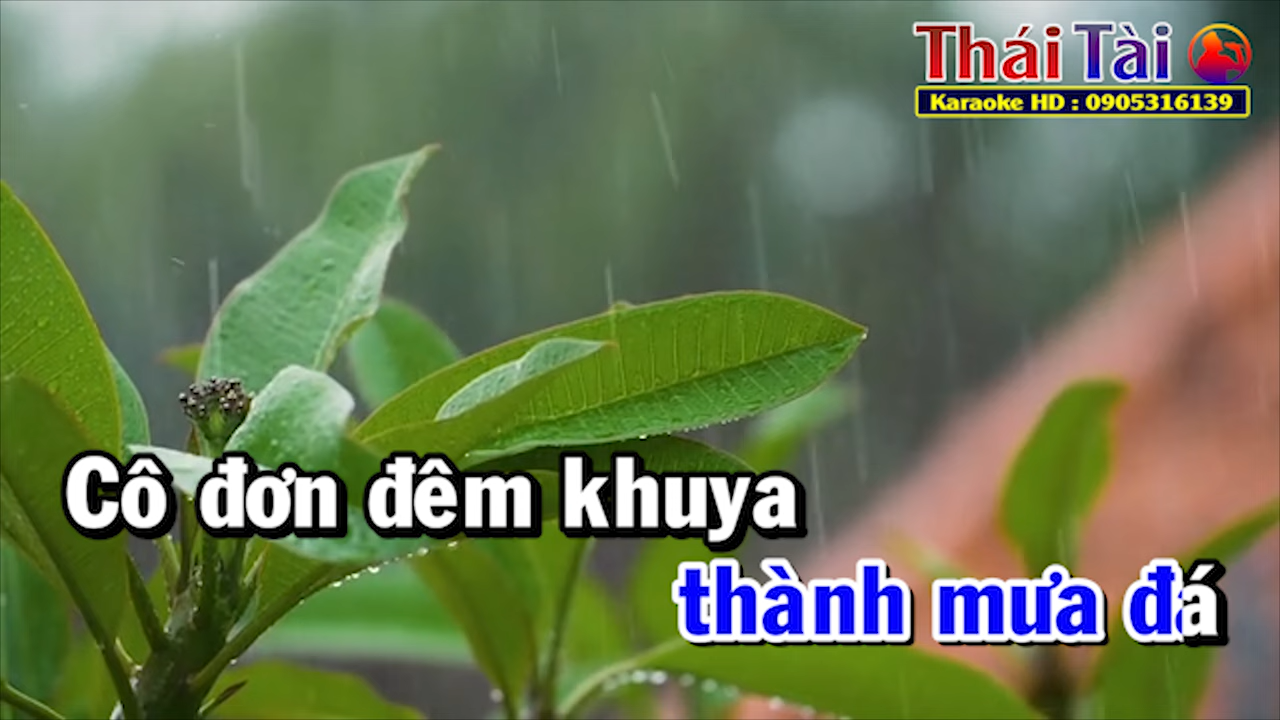 Thái Tài
Karaoke HD : 0905316139
Cô đơn đêm khuya
thành mưa đá